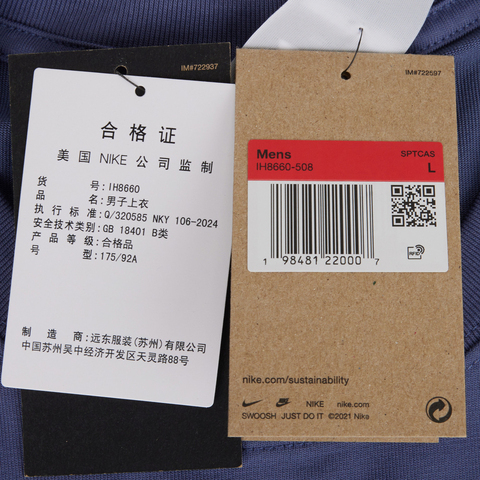 IM#722937
合格证
美国 NIKE 公司监制
货 号: IH8660
品 名: 男子上衣
执行标准: Q/320585 NKY 106-2024
安全技术类别: GB 18401 B类
产品等级: 合格品
号 型: 175/92A
制 造 商: 远东服装(苏州)有限公司
中国苏州吴中经济开发区天灵路88号
IM#722597
Mens SPTCAS
IH8660-508 L
1 98481 22000 7
RFID
nike.com/sustainability
NIKE nike.com
SWOOSH JUST DO IT ©2021 Nike